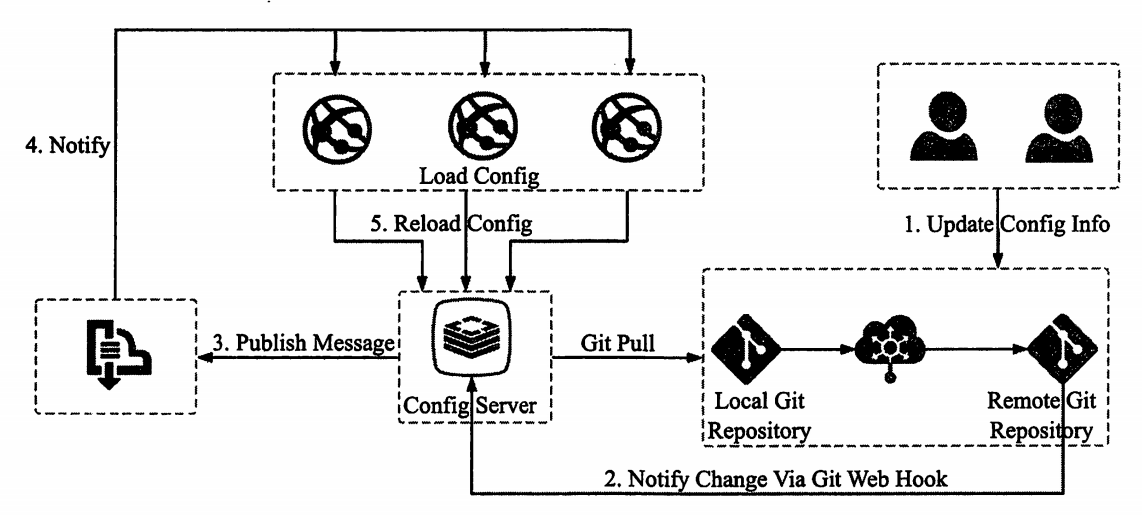 4. Notify
Load Config
5. Reload Config
1. Update Config Info
3. Publish Message
Git Pull
Config Server
Local Git
Repository
Remote Git
Repository
2. Notify Change Via Git Web Hook